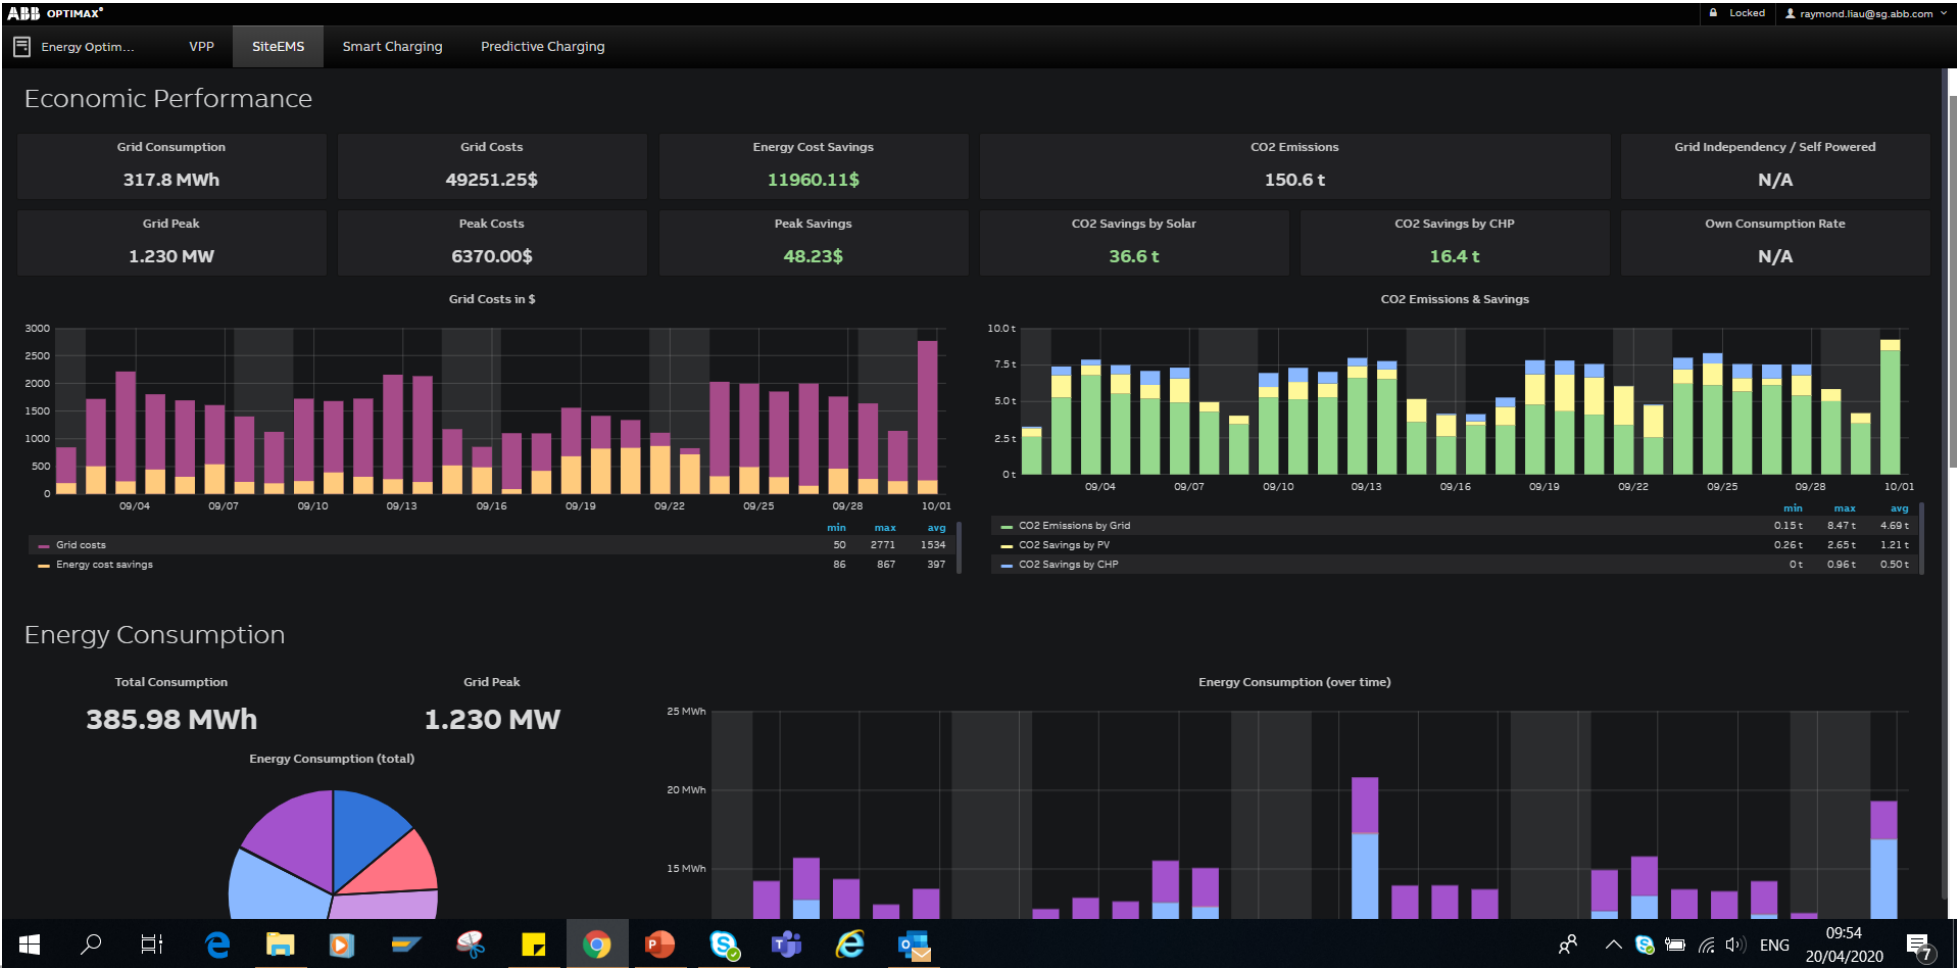 ABB OPTIMAX®
Locked
raymond.liau@sg.abb.com
Energy Optim...
VPP
SiteEMS
Smart Charging
Predictive Charging
Economic Performance
Grid Consumption
317.8 MWh
Grid Costs
49251.25$
Energy Cost Savings
11960.11$
CO2 Emissions
150.6 t
Grid Independency / Self Powered
N/A
Grid Peak
1.230 MW
Peak Costs
6370.00$
Peak Savings
48.23$
CO2 Savings by Solar
36.6 t
CO2 Savings by CHP
16.4 t
Own Consumption Rate
N/A
Grid Costs in $
3000
2500
2000
1500
1000
500
0
09/04 09/07 09/10 09/13 09/16 09/19 09/22 09/25 09/28 10/01
min max avg
Grid costs 50 2771 1534
Energy cost savings 86 867 397
CO2 Emissions & Savings
10.0 t
7.5 t
5.0 t
2.5 t
0 t
09/04 09/07 09/10 09/13 09/16 09/19 09/22 09/25 09/28 10/01
min max avg
CO2 Emissions by Grid 0.15 t 8.47 t 4.69 t
CO2 Savings by PV 0.26 t 2.65 t 1.21 t
CO2 Savings by CHP 0 t 0.96 t 0.50 t
Energy Consumption
Total Consumption
385.98 MWh
Grid Peak
1.230 MW
Energy Consumption (total)
Energy Consumption (over time)
25 MWh
20 MWh
15 MWh
ENG
09:54
20/04/2020
7